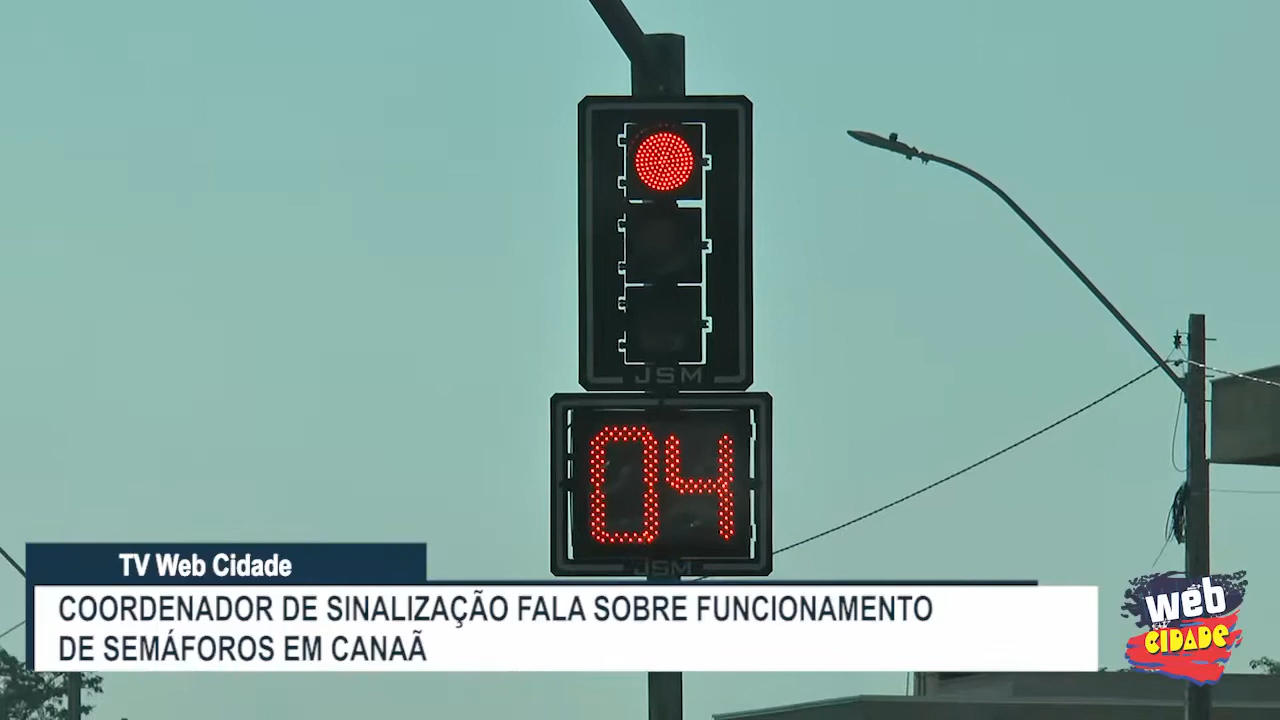 JSM
04
JSM
TV Web Cidade
COORDENADOR DE SINALIZAÇÃO FALA SOBRE FUNCIONAMENTO
DE SEMÁFOROS EM CANAÃ
web
CIDADE